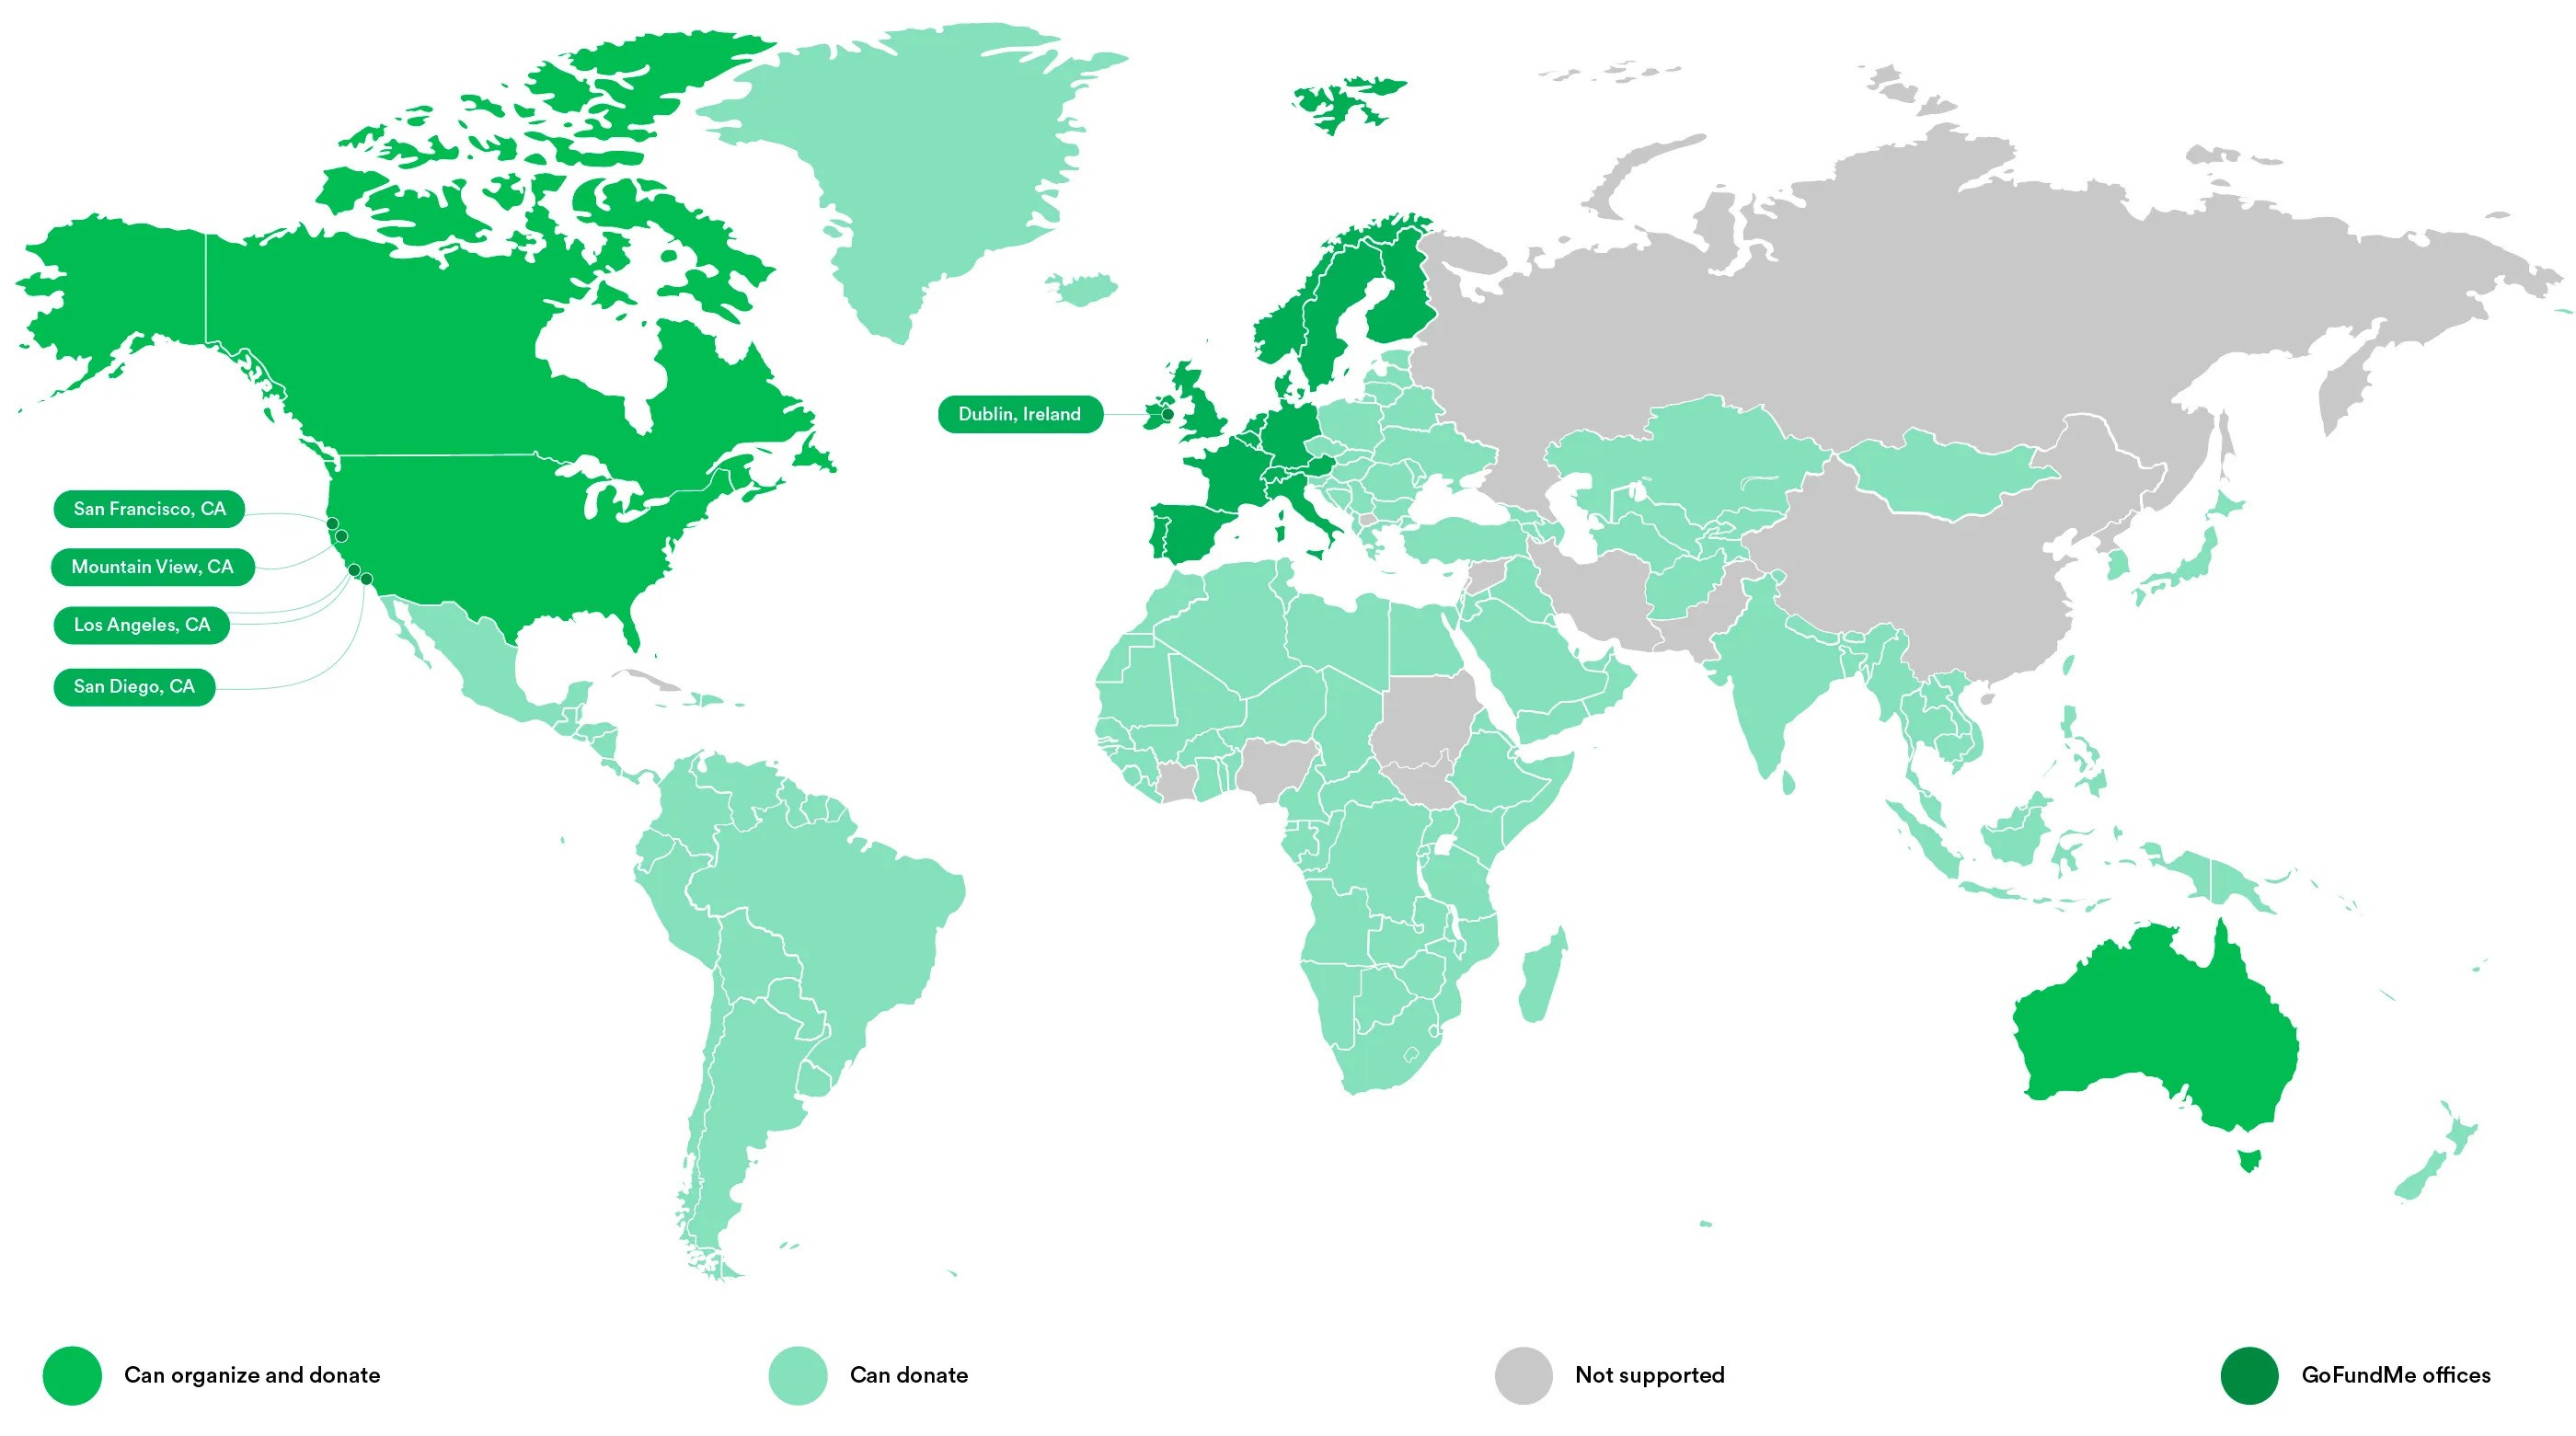 Dublin, Ireland
San Francisco, CA
Mountain View, CA
Los Angeles, CA
San Diego, CA
Can organize and donate
Can donate
Not supported
GoFundMe offices